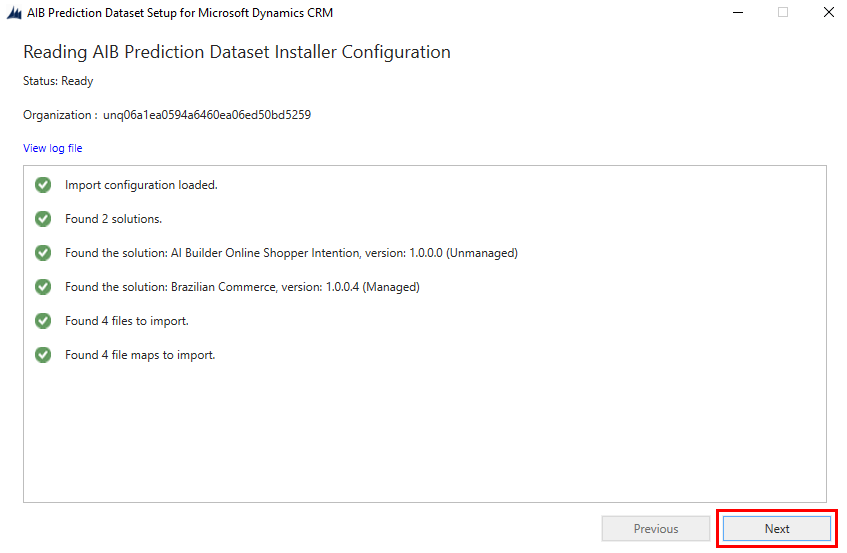 AIB Prediction Dataset Setup for Microsoft Dynamics CRM
Reading AIB Prediction Dataset Installer Configuration
Status: Ready
Organization : unq06a1ea0594a6460ea06ed50bd5259
View log file
Import configuration loaded.
Found 2 solutions.
Found the solution: AI Builder Online Shopper Intention, version: 1.0.0.0 (Unmanaged)
Found the solution: Brazilian Commerce, version: 1.0.0.4 (Managed)
Found 4 files to import.
Found 4 file maps to import.
Previous Next